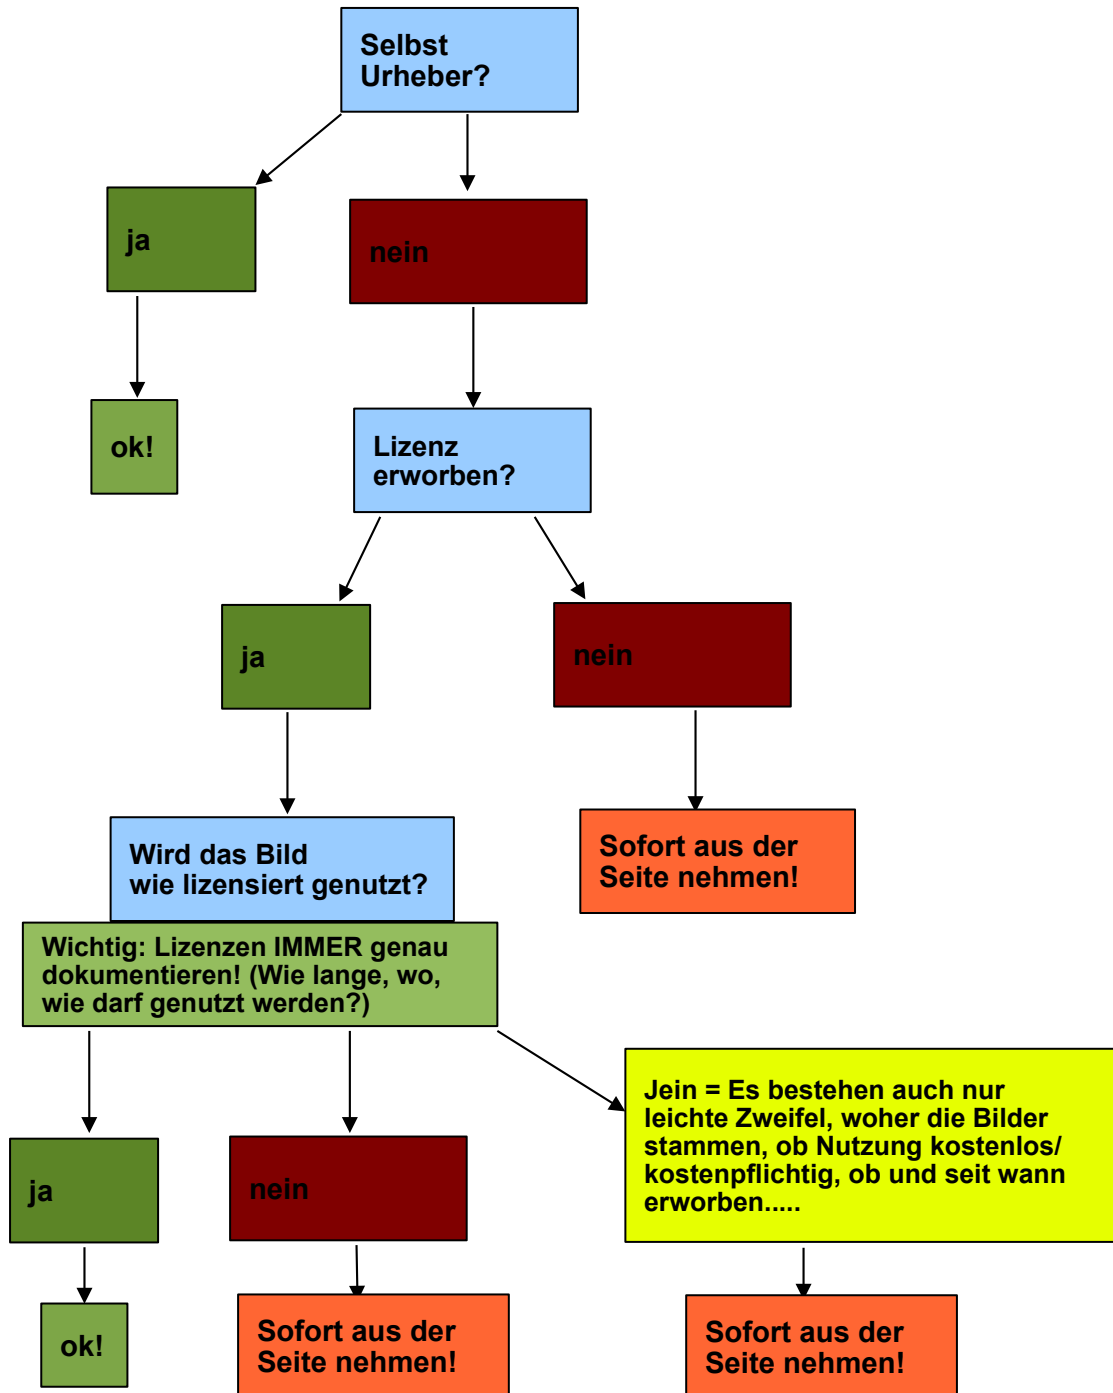 Selbst
Urheber?
ja
nein
ok!
Lizenz
erworben?
ja
nein
Wird das Bild
wie lizensiert genutzt?
Sofort aus der
Seite nehmen!
Wichtig: Lizenzen IMMER genau
dokumentieren! (Wie lange, wo,
wie darf genutzt werden?)
Jein = Es bestehen auch nur
leichte Zweifel, woher die Bilder
stammen, ob Nutzung kostenlos/
kostenpflichtig, ob und seit wann
erworben.....
ja
nein
ok!
Sofort aus der
Seite nehmen!
Sofort aus der
Seite nehmen!